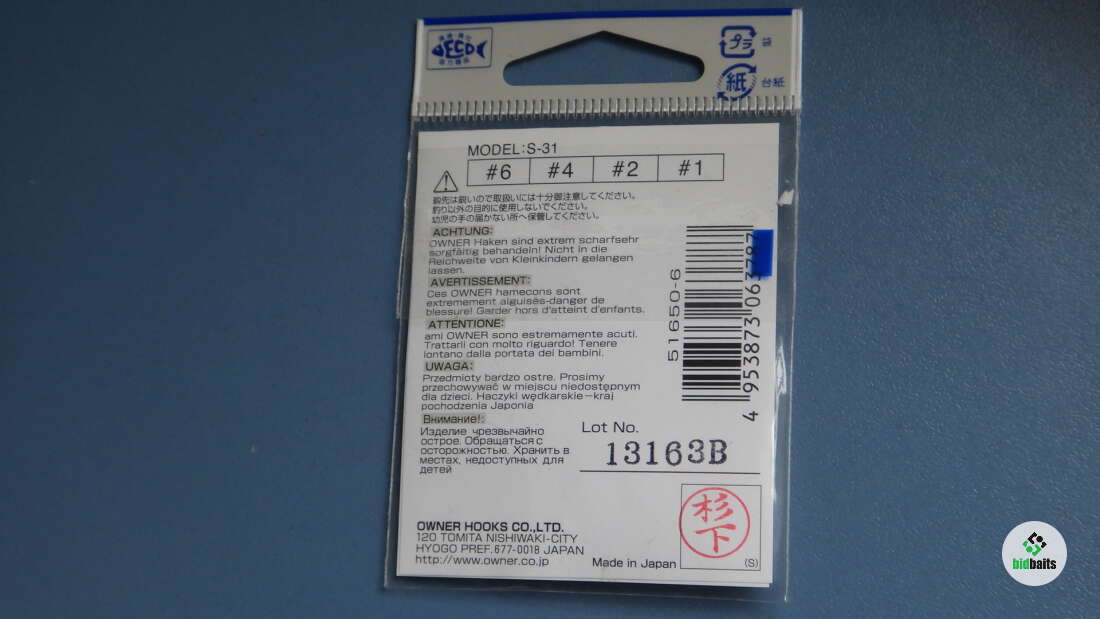 ECO
プラ
袋
紙
台紙
MODEL:S-31
#6 #4 #2 #1
鈎先は鋭いので取扱いには十分御注意してください。
釣り以外の目的に使用しないでください。
幼児の手の届かない所へ保管してください。
ACHTUNG:
OWNER Haken sind extrem scharfsehr
sorgfältig behandeln! Nicht in die
Reichweite von Kleinkindern gelangen
lassen.
AVERTISSEMENT:
Ces OWNER hamecons sont
extremement aiguisés-danger de
blessure! Garder hors d'atteint d'enfants.
ATTENTIONE:
ami OWNER sono estremamente acuti.
Trattarli con molto riguardo! Tenere
lontano dalla portata dei bambini.
UWAGA:
Przedmioty bardzo ostre. Prosimy
przechowywać w miejscu niedostępnym
dla dzieci. Haczyki wędkarskie-kraj
pochodzenia Japonia
Внимание!:
Изделие чрезвычайно
острое. Обращаться с
осторожностью. Хранить в
местах, недоступных для
детей
51650-6
4 953873 063787
Lot No.
13163B
OWNER HOOKS CO.,LTD.
120 TOMITA NISHIWAKI-CITY
HYOGO PREF.677-0018 JAPAN
http://www.owner.co.jp
Made in Japan
杉下
(S)
bidbaits